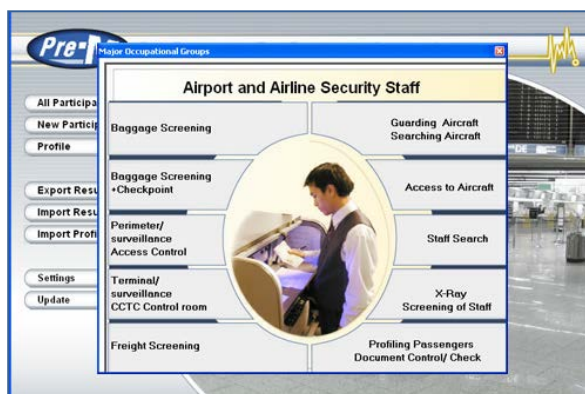 Pre-
Major Occupational Groups
Airport and Airline Security Staff
All Participa
New Particip
Profile
Export Resu
Import Resu
Import Profi
Settings
Update
Baggage Screening
Baggage Screening
+Checkpoint
Perimeter/
surveillance
Access Control
Terminal/
surveillance
CCTC Control room
Freight Screening
Guarding Aircraft
Searching Aircraft
Access to Aircraft
Staff Search
X-Ray
Screening of Staff
Profiling Passengers
Document Control/ Check